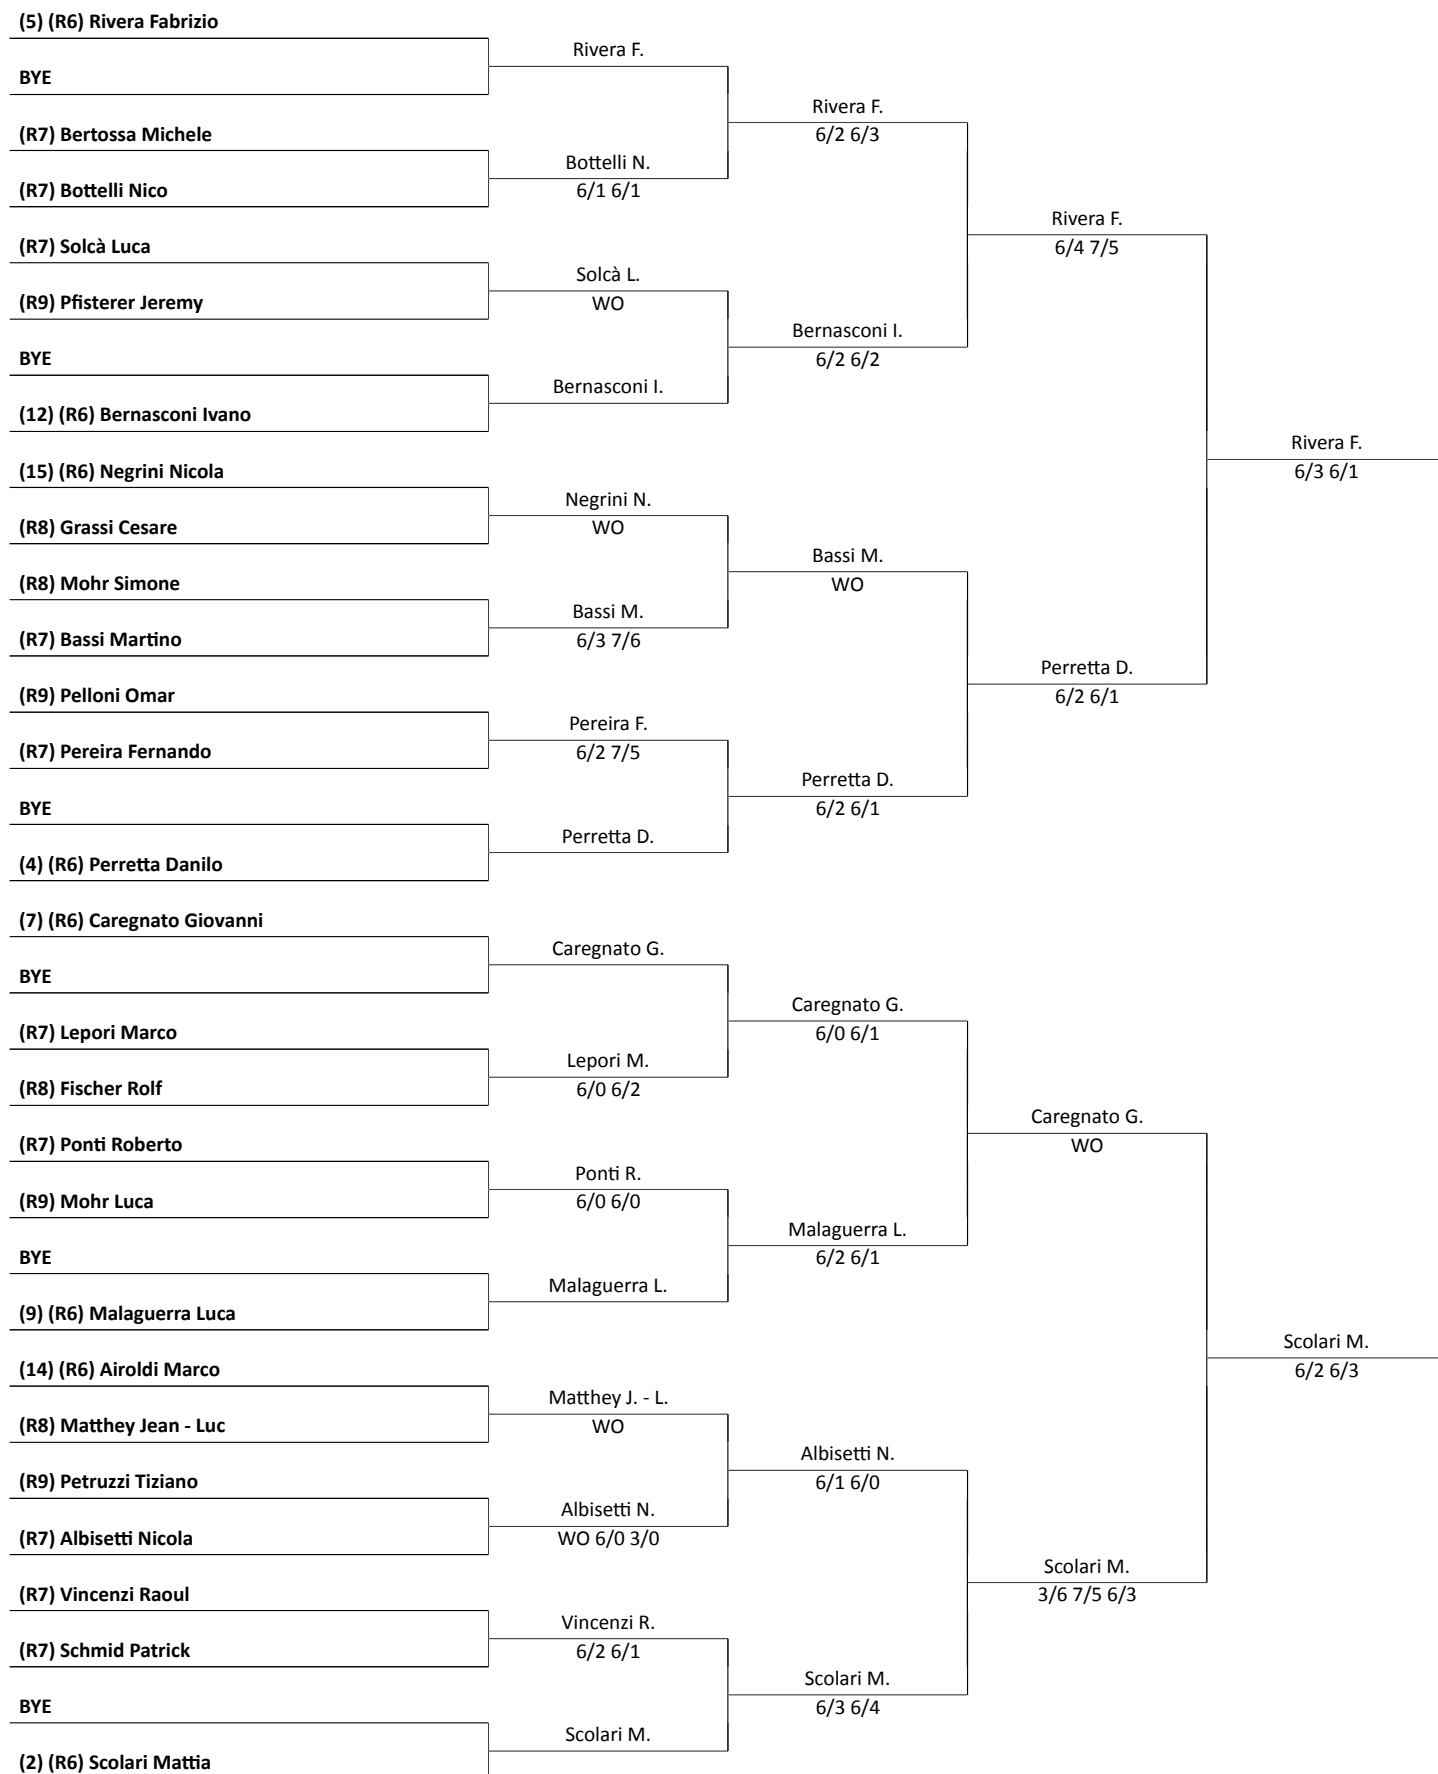 (5) (R6) Rivera Fabrizio
Rivera F.
BYE
Rivera F.
6/2 6/3
(R7) Bertossa Michele
Bottelli N.
6/1 6/1
(R7) Bottelli Nico
Rivera F.
6/4 7/5
(R7) Solcà Luca
Solcà L.
WO
(R9) Pfisterer Jeremy
Bernasconi I.
6/2 6/2
BYE
Bernasconi I.
(12) (R6) Bernasconi Ivano
Rivera F.
6/3 6/1
(15) (R6) Negrini Nicola
Negrini N.
WO
(R8) Grassi Cesare
Bassi M.
WO
(R8) Mohr Simone
Bassi M.
6/3 7/6
(R7) Bassi Martino
Perretta D.
6/2 6/1
(R9) Pelloni Omar
Pereira F.
6/2 7/5
(R7) Pereira Fernando
Perretta D.
6/2 6/1
BYE
Perretta D.
(4) (R6) Perretta Danilo
(7) (R6) Caregnato Giovanni
Caregnato G.
BYE
Caregnato G.
6/0 6/1
(R7) Lepori Marco
Lepori M.
6/0 6/2
(R8) Fischer Rolf
Caregnato G.
WO
(R7) Ponti Roberto
Ponti R.
6/0 6/0
(R9) Mohr Luca
Malaguerra L.
6/2 6/1
BYE
Malaguerra L.
(9) (R6) Malaguerra Luca
Scolari M.
6/2 6/3
(14) (R6) Airoldi Marco
Matthey J. - L.
WO
(R8) Matthey Jean - Luc
Albisetti N.
6/1 6/0
(R9) Petruzzi Tiziano
Albisetti N.
WO 6/0 3/0
(R7) Albisetti Nicola
Scolari M.
3/6 7/5 6/3
(R7) Vincenzi Raoul
Vincenzi R.
6/2 6/1
(R7) Schmid Patrick
Scolari M.
6/3 6/4
BYE
Scolari M.
(2) (R6) Scolari Mattia